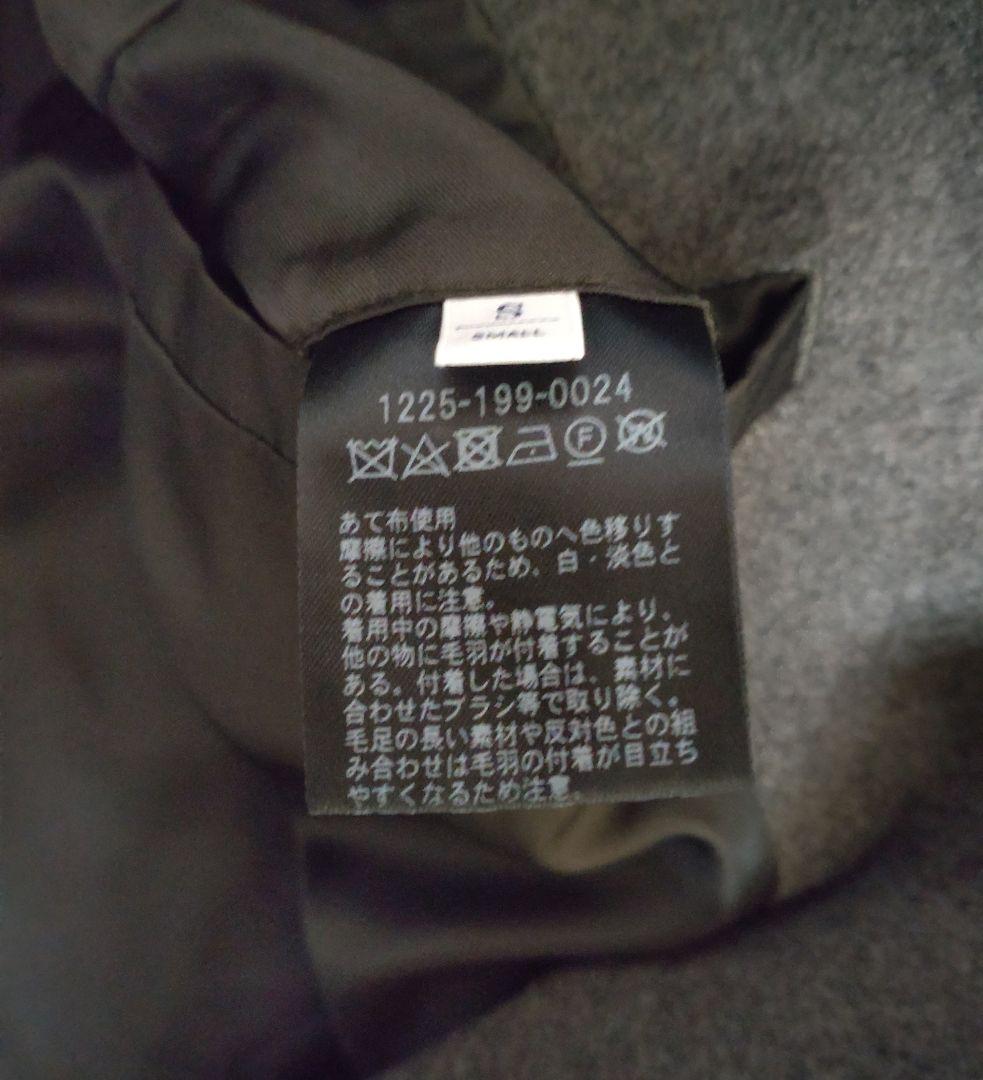 S
SMALL
1225-199-0024
F
W
あて布使用
摩擦により他のものへ色移りす
ることがあるため、白・淡色と
の着用に注意。
着用中の摩擦や静電気により、
他の物に毛羽が付着することが
ある。付着した場合は、素材に
合わせたブラシ等で取り除く。
毛足の長い素材や反対色との組
み合わせは毛羽の付着が目立ち
やすくなるため注意。